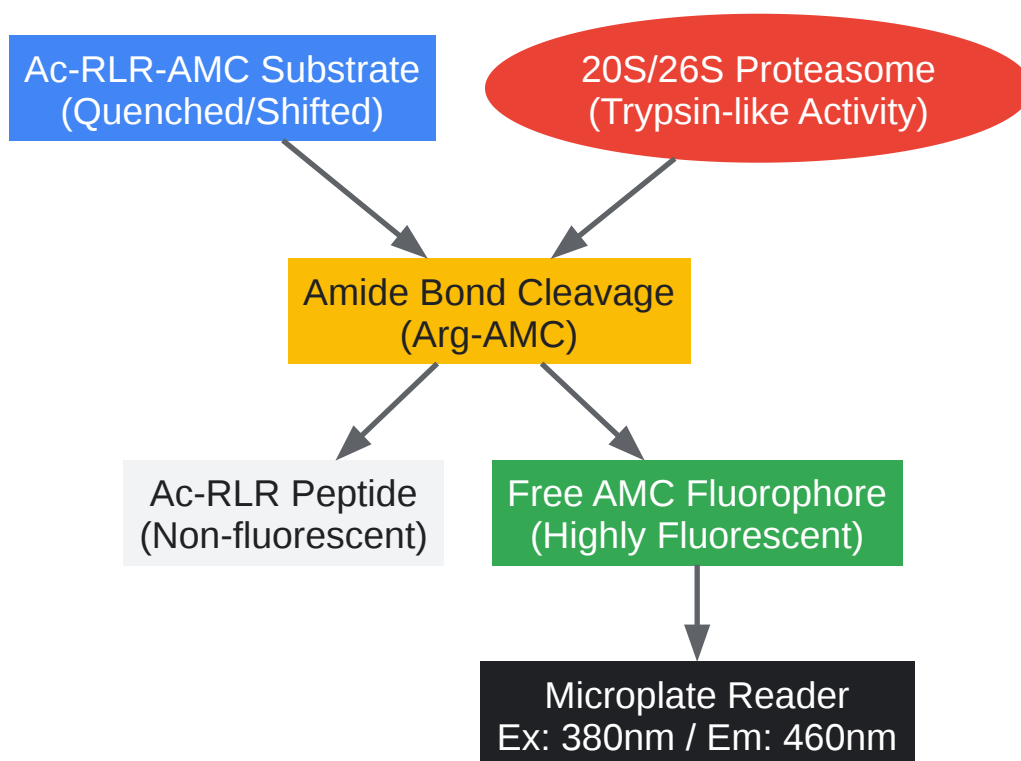 Ac-RLR-AMC Substrate
(Quenched/Shifted)
20S/26S Proteasome
(Trypsin-like Activity)
Amide Bond Cleavage
(Arg-AMC)
Ac-RLR Peptide
(Non-fluorescent)
Free AMC Fluorophore
(Highly Fluorescent)
Microplate Reader
Ex: 380nm / Em: 460nm